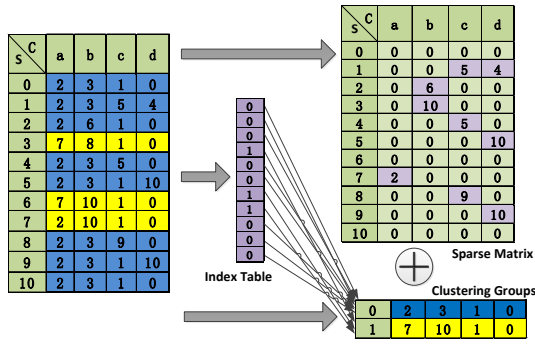 S C a b c d
0 2 3 1 0
1 2 3 5 4
2 2 6 1 0
3 7 8 1 0
4 2 3 5 0
5 2 3 1 10
6 7 10 1 0
7 2 10 1 0
8 2 3 9 0
9 2 3 1 10
10 2 3 1 0
0
0
0
1
0
0
1
1
0
0
0
Index Table
S C a b c d
0 0 0 0 0
1 0 0 5 4
2 0 6 0 0
3 0 10 0 0
4 0 0 5 0
5 0 0 0 10
6 0 0 0 0
7 2 0 0 0
8 0 0 9 0
9 0 0 0 10
10 0 0 0 0
Sparse Matrix
Clustering Groups
0 2 3 1 0
1 7 10 1 0